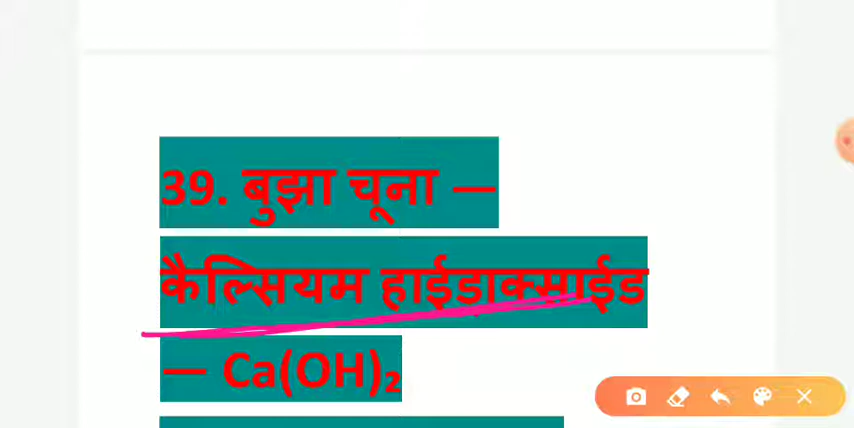 39. बुझा चूना —
कैल्सियम हाईडाक्साईड
— Ca(OH)₂